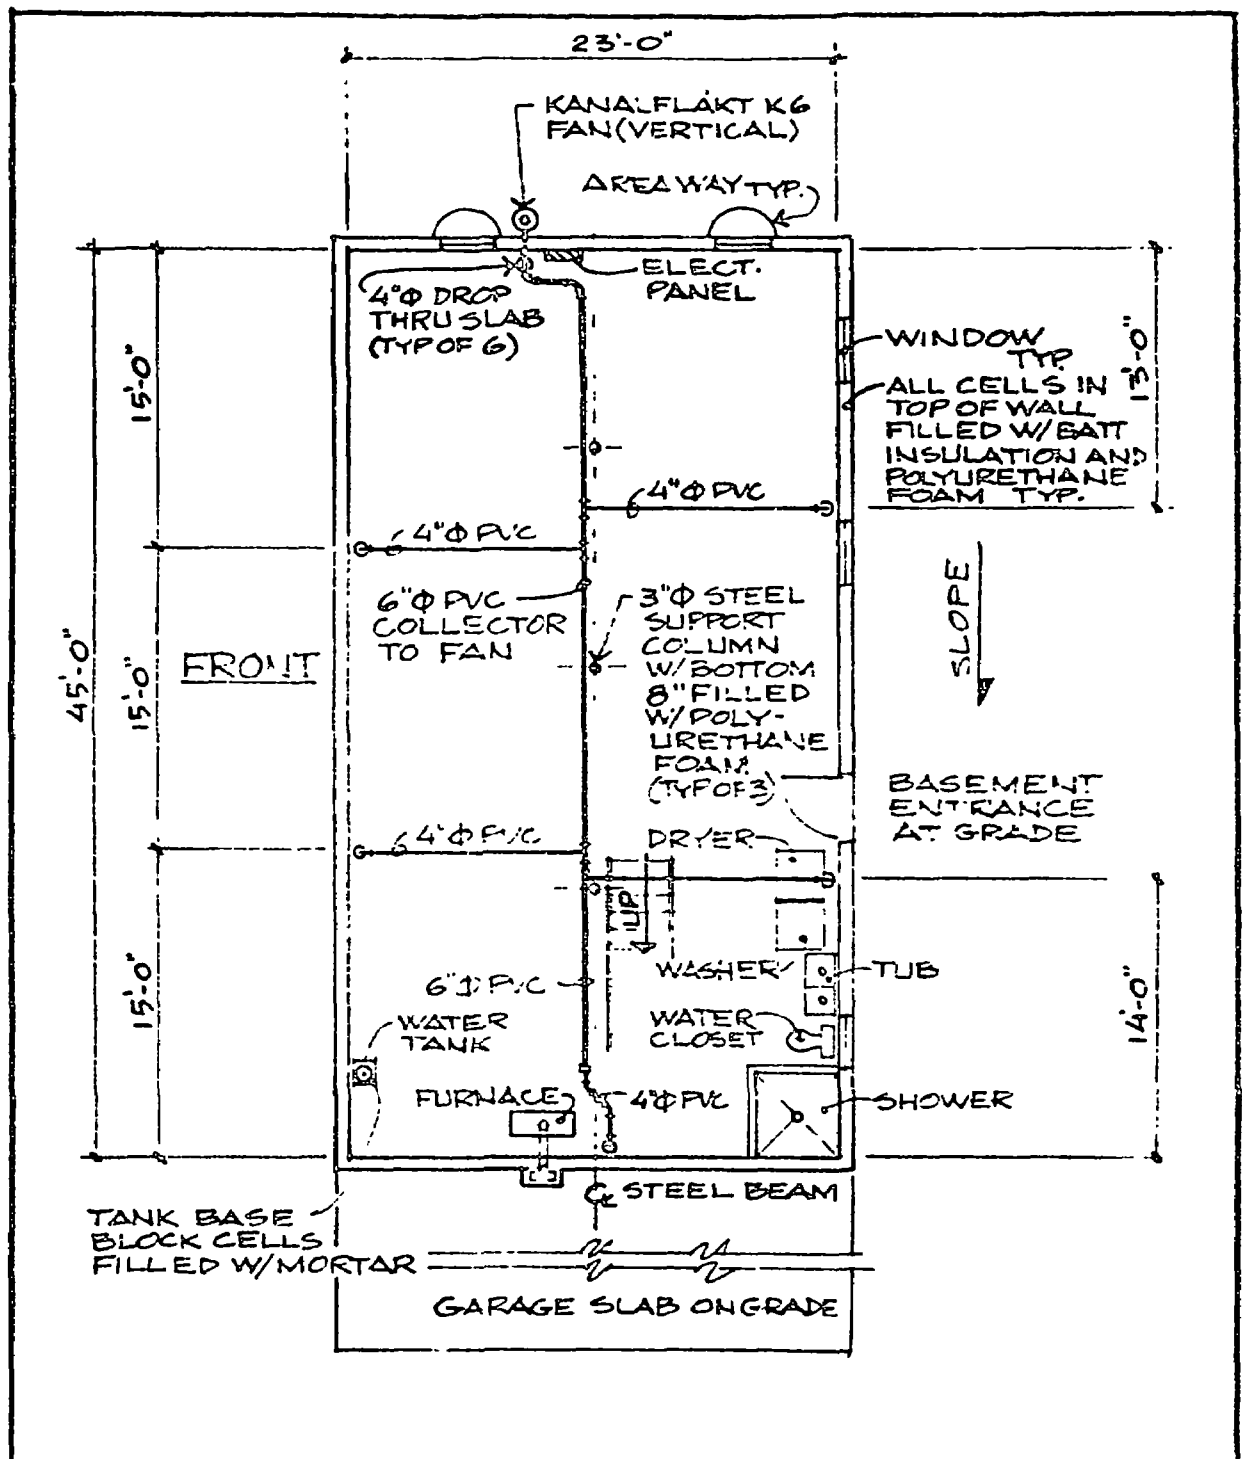 23'-0"
KANALFLÄKT K6
FAN (VERTICAL)
AREAWAY TYP.
ELECT.
PANEL
4"Φ DROP
THRU SLAB
(TYP OF 6)
WINDOW
TYP.
ALL CELLS IN
TOP OF WALL
FILLED W/BATT
INSULATION AND
POLYURETHANE
FOAM TYP.
13'-0"
15'-0"
4"Φ PVC
4"Φ PVC
6"Φ PVC
COLLECTOR
TO FAN
3"Φ STEEL
SUPPORT
COLUMN
W/BOTTOM
8" FILLED
W/POLY-
URETHANE
FOAM
(TYP OF 3)
SLOPE
FRONT
45'-0"
15'-0"
BASEMENT
ENTRANCE
AT GRADE
4"Φ PVC
DRYER
UP
WASHER
TUB
6"Φ PVC
15'-0"
14'-0"
WATER
TANK
WATER
CLOSET
FURNACE
4"Φ PVC
SHOWER
℄ STEEL BEAM
TANK BASE
BLOCK CELLS
FILLED W/MORTAR
GARAGE SLAB ON GRADE